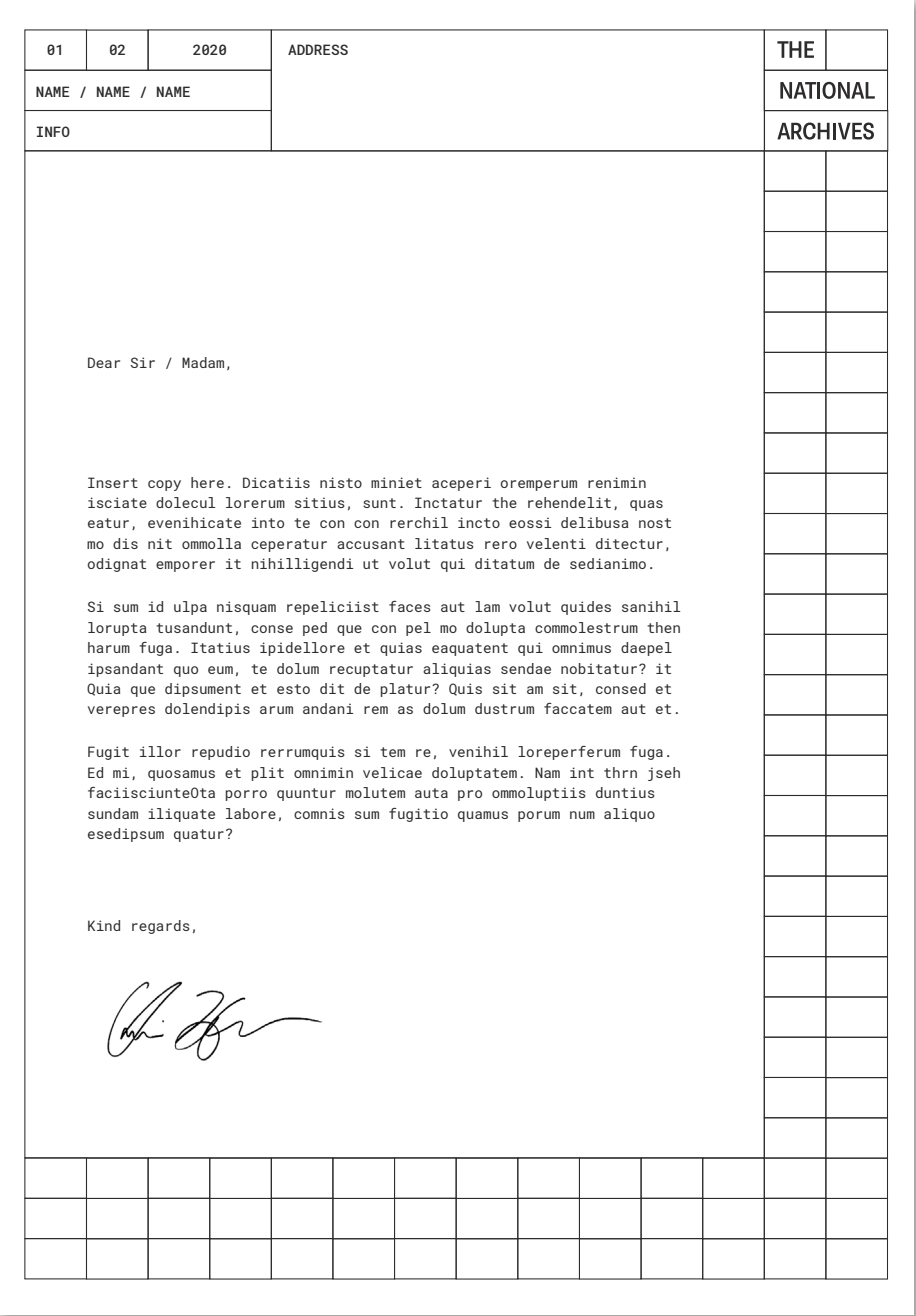 01 02 2020 ADDRESS THE
NAME / NAME / NAME NATIONAL
INFO ARCHIVES
Dear Sir / Madam,
Insert copy here. Dicatiis nisto miniet aceperi oremperum renimin
isciate dolecul lorerum sitius, sunt. Inctatur the rehendelit, quas
eatur, evenihicate into te con con rerchil incto eossi delibusa nost
mo dis nit ommolla ceperatur accusant litatus rero velenti ditectur,
odignat emporer it nihilligendi ut volut qui ditatum de sedianimo.
Si sum id ulpa nisquam repeliciist faces aut lam volut quides sanihil
lorupta tusandunt, conse ped que con pel mo dolupta commolestrum then
harum fuga. Itatius ipidellore et quias eaquatent qui omnimus daepel
ipsandant quo eum, te dolum recuptatur aliquias sendae nobitatur? it
Quia que dipsument et esto dit de platur? Quis sit am sit, consed et
verepres dolendipis arum andani rem as dolum dustrum faccatem aut et.
Fugit illor repudio rerrumquis si tem re, venihil loreperferum fuga.
Ed mi, quosamus et plit omnimin velicae doluptatem. Nam int thrn jseh
faciisciunteOta porro quuntur molutem auta pro ommoluptiis duntius
sundam iliquate labore, comnis sum fugitio quamus porum num aliquo
esedipsum quatur?
Kind regards,